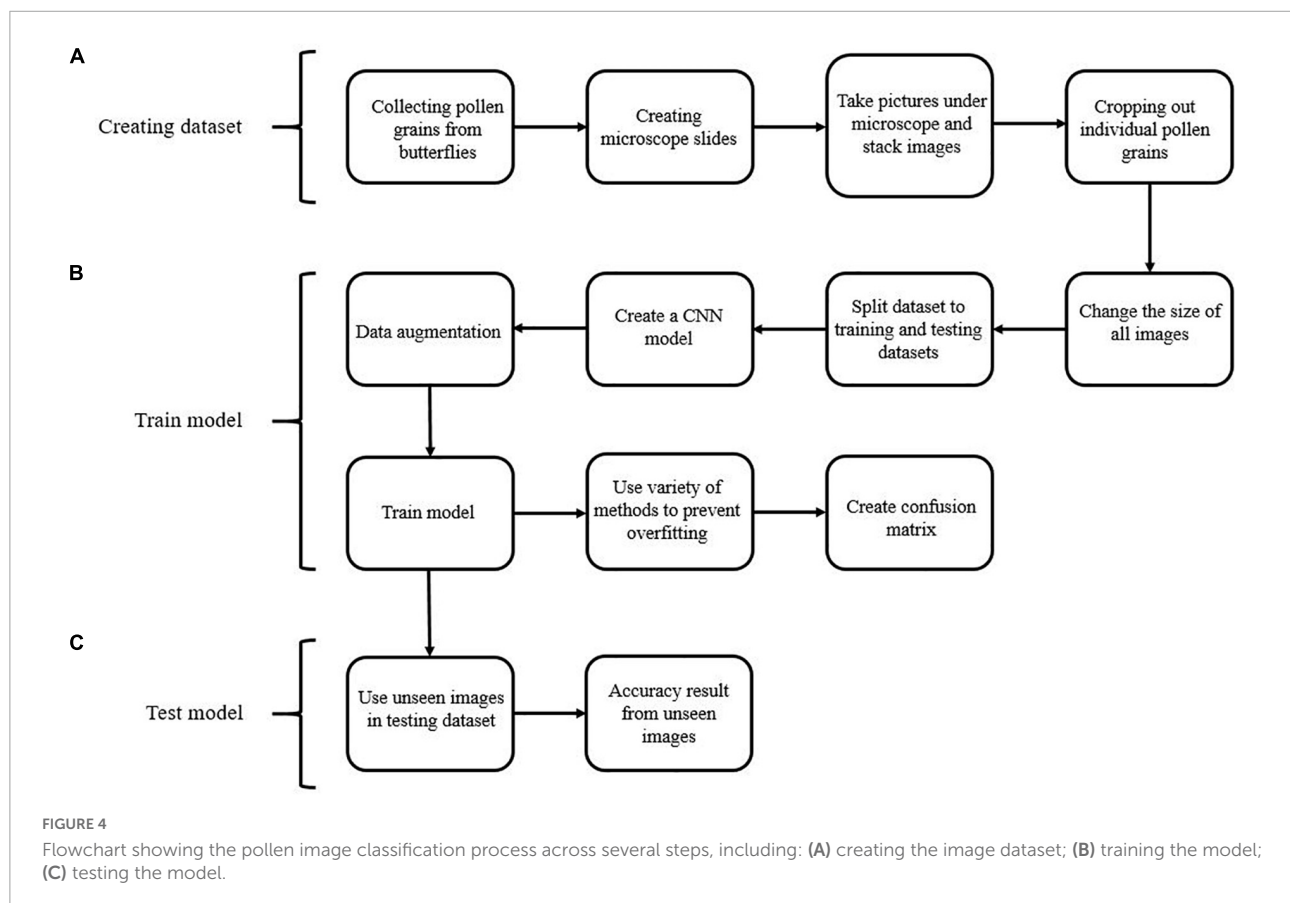 A
Creating dataset
Collecting pollen
grains from
butterflies
Creating
microscope slides
Take pictures under
microscope and
stack images
Cropping out
individual pollen
grains
B
Train model
Data augmentation
Create a CNN
model
Split dataset to
training and testing
datasets
Change the size of
all images
Train model
Use variety of
methods to prevent
overfitting
Create confusion
matrix
C
Test model
Use unseen images
in testing dataset
Accuracy result
from unseen
images
FIGURE 4
Flowchart showing the pollen image classification process across several steps, including: (A) creating the image dataset; (B) training the model;
(C) testing the model.